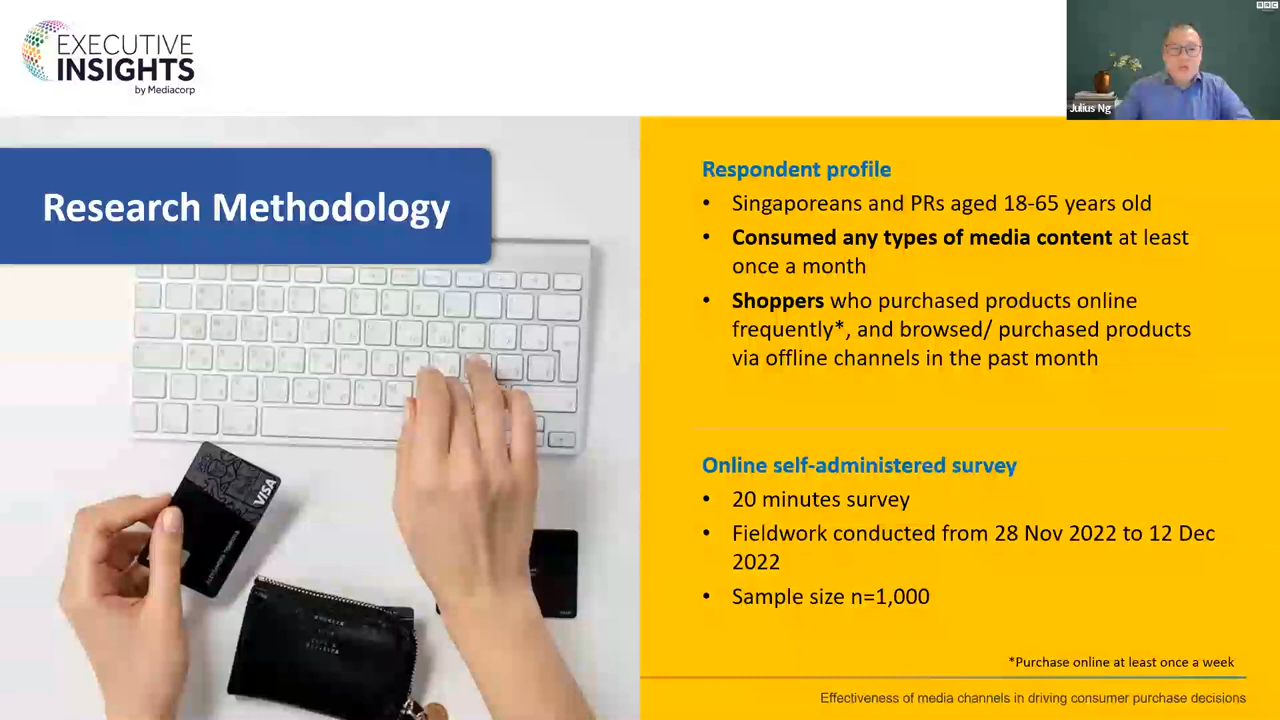 EXECUTIVE
INSIGHTS
by Mediacorp
BBC
Julius Ng
Research Methodology
VISA
Respondent profile
• Singaporeans and PRs aged 18-65 years old
• Consumed any types of media content at least
once a month
• Shoppers who purchased products online
frequently*, and browsed/ purchased products
via offline channels in the past month
Online self-administered survey
• 20 minutes survey
• Fieldwork conducted from 28 Nov 2022 to 12 Dec
2022
• Sample size n=1,000
*Purchase online at least once a week
Effectiveness of media channels in driving consumer purchase decisions